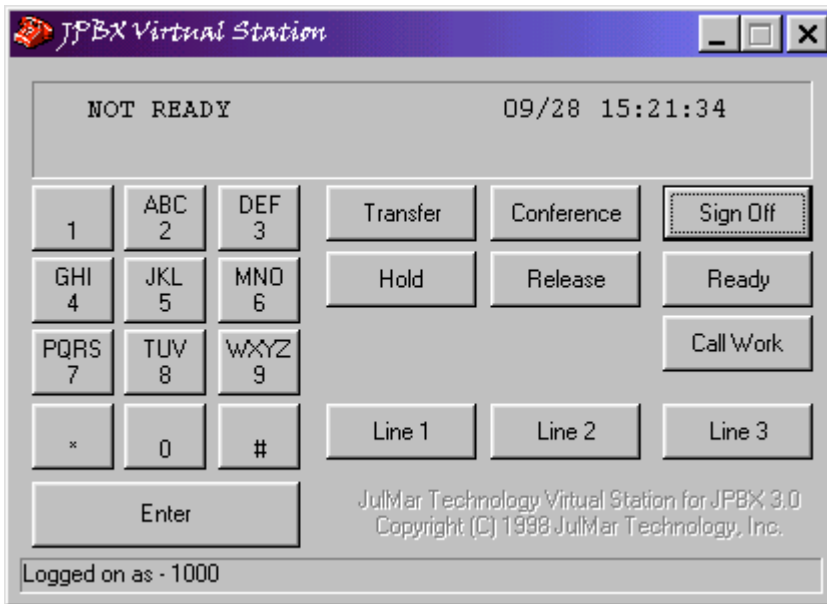 JPBX Virtual Station
NOT READY 09/28 15:21:34
1
ABC
2
DEF
3
Transfer
Conference
Sign Off
GHI
4
JKL
5
MNO
6
Hold
Release
Ready
PQRS
7
TUV
8
WXYZ
9
Call Work
*
0
#
Line 1
Line 2
Line 3
Enter
JulMar Technology Virtual Station for JPBX 3.0
Copyright (C) 1998 JulMar Technology, Inc.
Logged on as - 1000